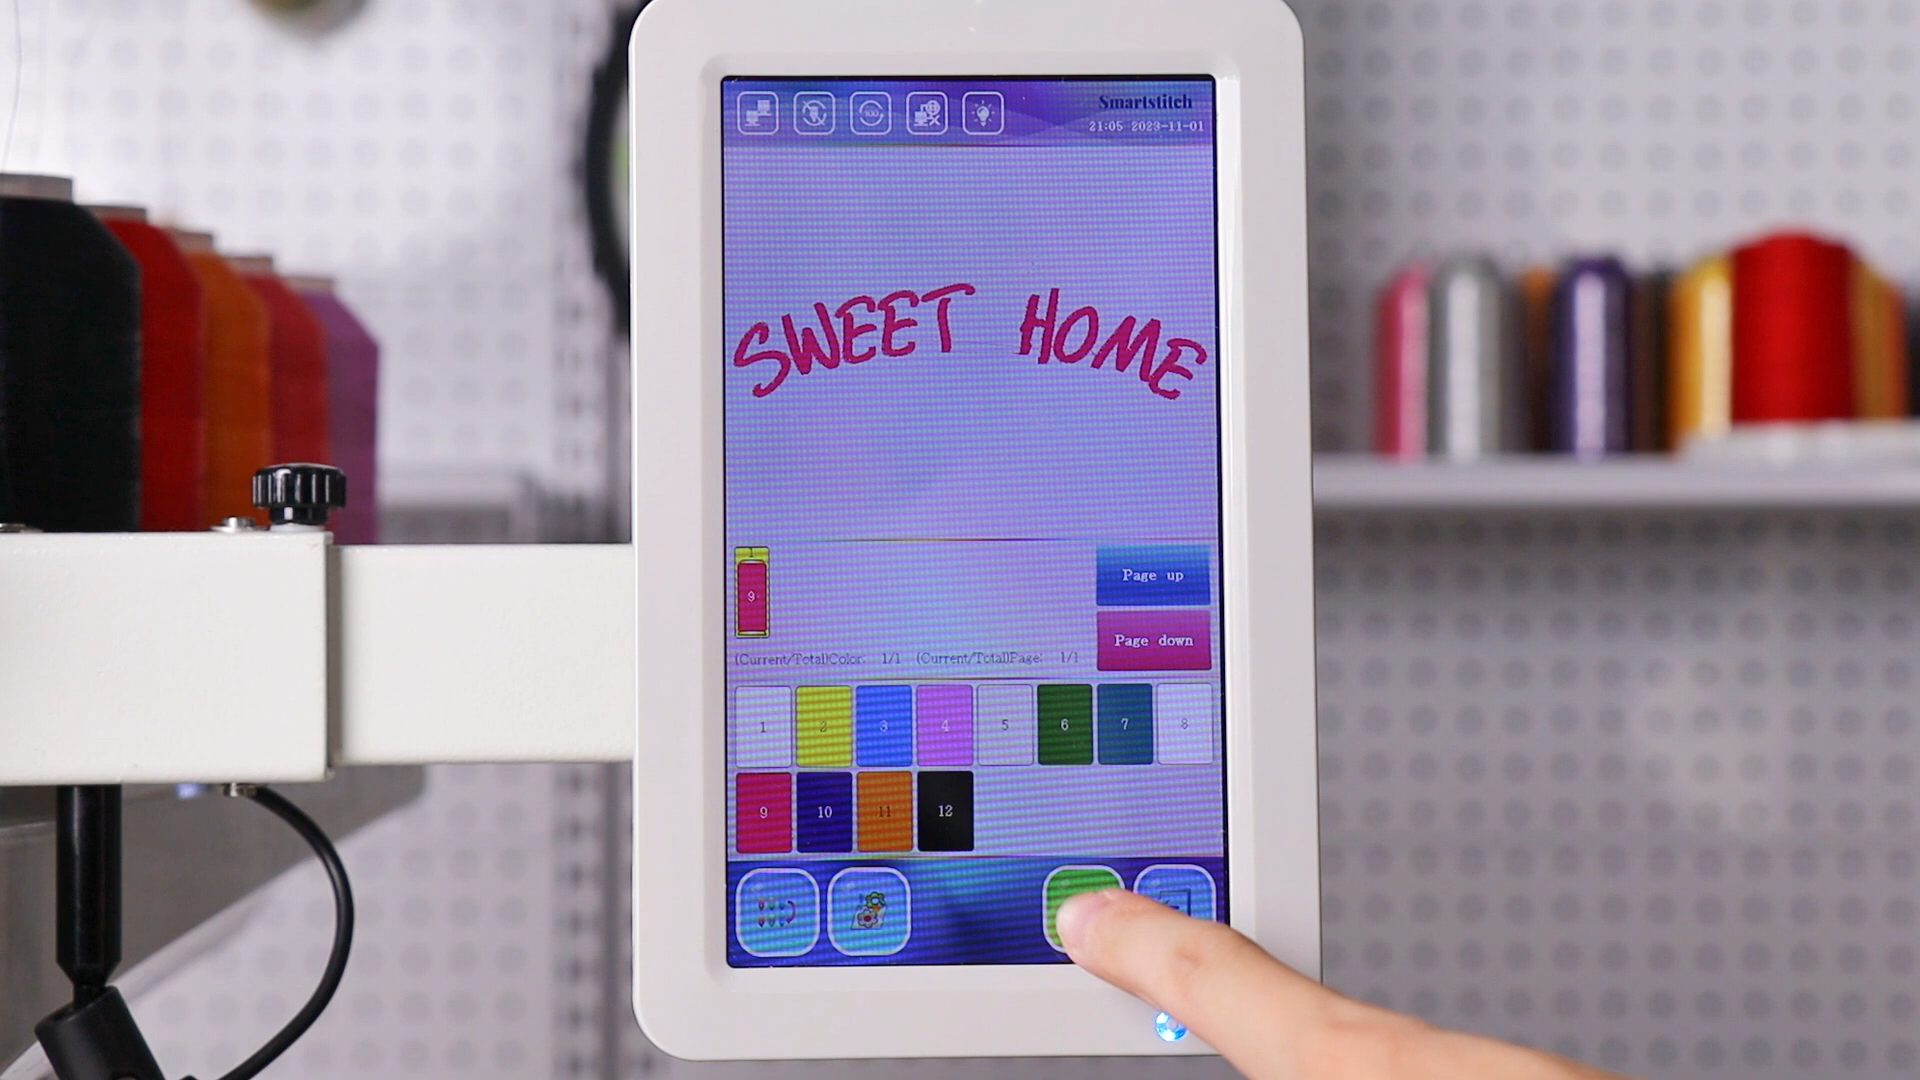 Smartstitch
21:05 2023-11-01
SWEET HOME
1
9
Page up
Page down
(Current/Total)Color: 1/1 (Current/Total)Page: 1/1
1 2 3 4 5 6 7 8
9 10 11 12